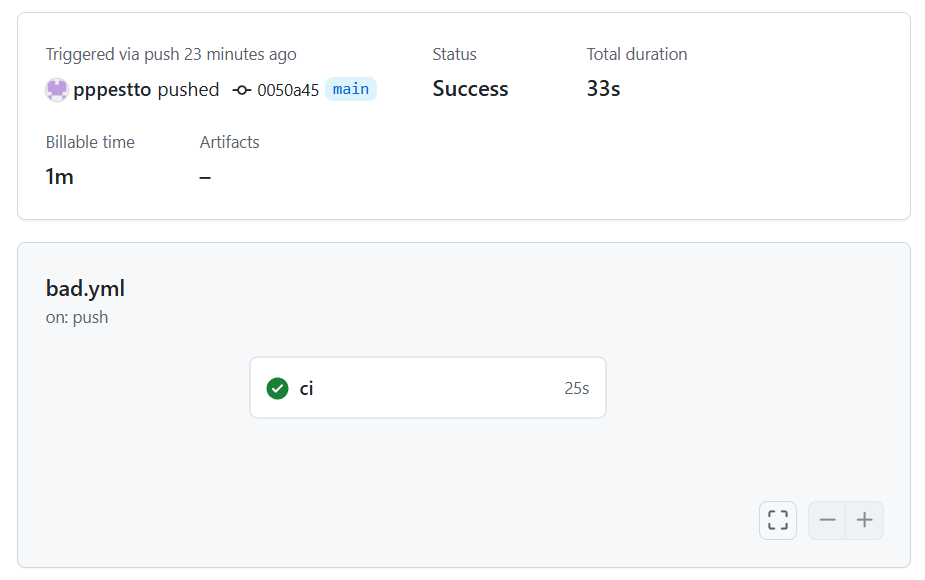 Triggered via push 23 minutes ago
pppestto pushed 0050a45 main
Status
Success
Total duration
33s
Billable time
1m
Artifacts
–
bad.yml
on: push
ci 25s